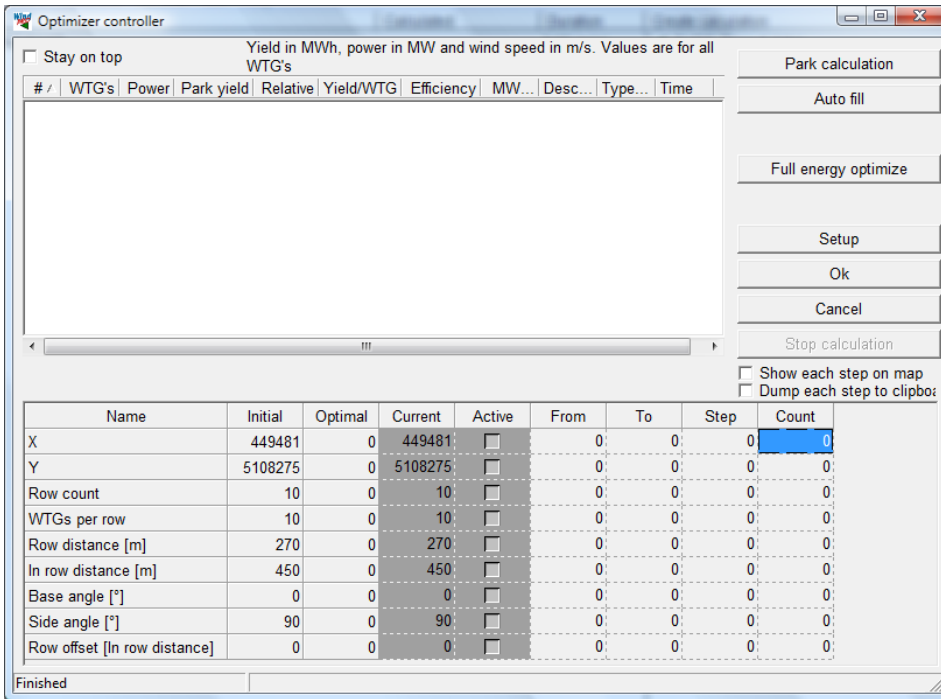 Optimizer controller
Stay on top
Yield in MWh, power in MW and wind speed in m/s. Values are for all
WTG's
# WTG's Power Park yield Relative Yield/WTG Efficiency MW... Desc... Type... Time
Park calculation
Auto fill
Full energy optimize
Setup
Ok
Cancel
Stop calculation
Show each step on map
Dump each step to clipboa
Name Initial Optimal Current Active From To Step Count
X 449481 0 449481 0 0 0 0
Y 5108275 0 5108275 0 0 0 0
Row count 10 0 10 0 0 0 0
WTGs per row 10 0 10 0 0 0 0
Row distance [m] 270 0 270 0 0 0 0
In row distance [m] 450 0 450 0 0 0 0
Base angle [°] 0 0 0 0 0 0 0
Side angle [°] 90 0 90 0 0 0 0
Row offset [In row distance] 0 0 0 0 0 0 0
Finished